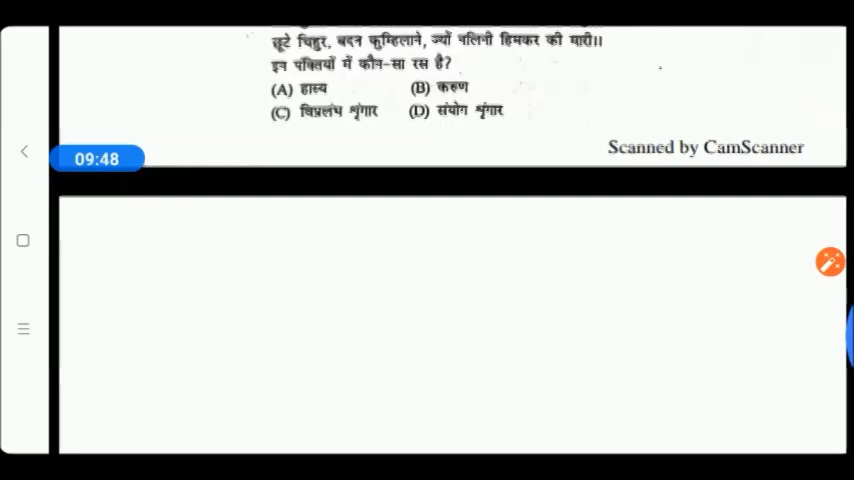 छूटे चिहुर, बदन कुम्हिलाने, ज्यों नलिनी हिमकर की मारी॥
इन पंक्तियों में कौन-सा रस है?
(A) हास्य (B) करुण
(C) विप्रलंभ शृंगार (D) संयोग शृंगार
Scanned by CamScanner
09:48